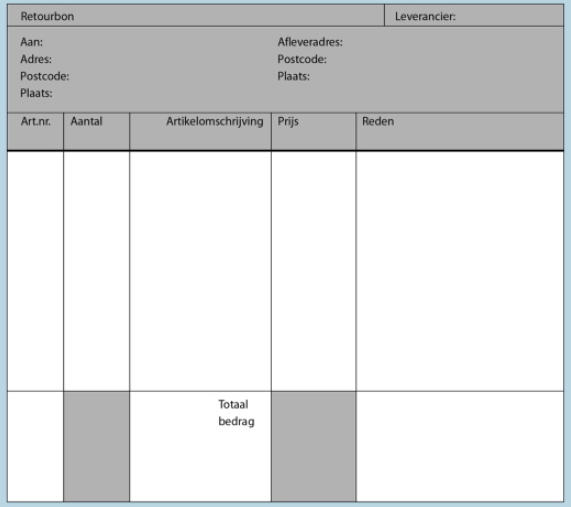 Retourbon Leverancier:
Aan: Afleveradres:
Adres: Postcode:
Postcode: Plaats:
Plaats:
Art.nr. Aantal Artikelomschrijving Prijs Reden
Totaal
bedrag